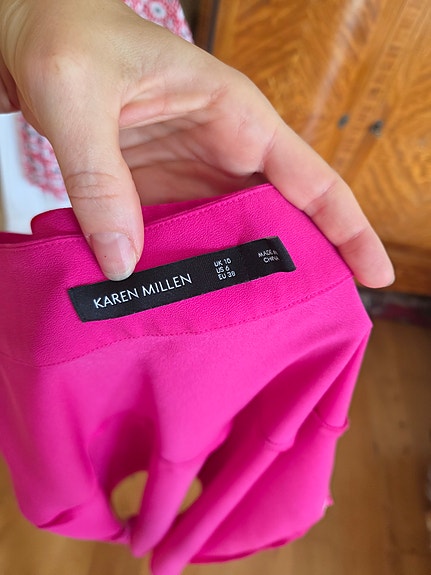 KAREN MILLEN
UK 10
US 6
EU 38
MADE IN
CHINA